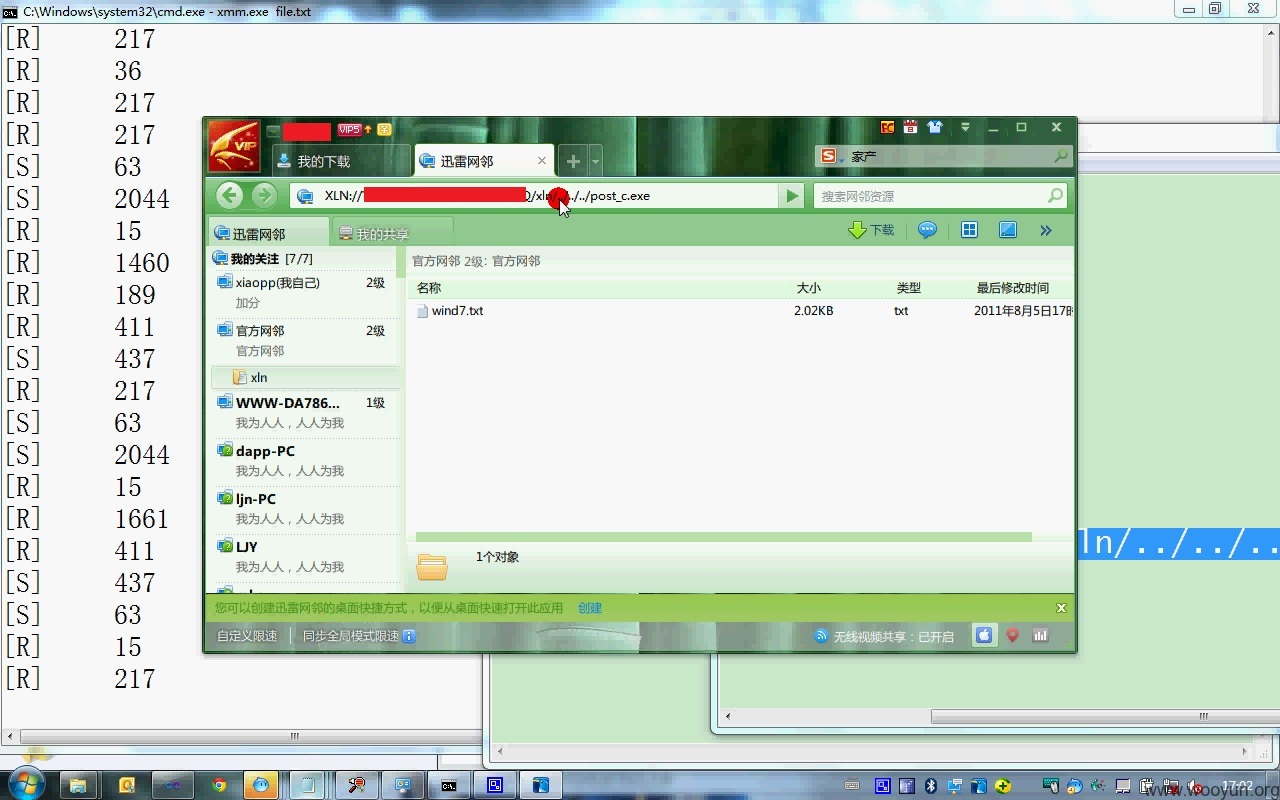 C:\Windows\system32\cmd.exe - xmm.exe file.txt
[R] 217
[R] 36
[R] 217
[R] 217
[S] 63
[S] 2044
[R] 15
[R] 1460
[R] 189
[R] 411
[S] 437
[R] 217
[S] 63
[S] 2044
[R] 15
[R] 1661
[R] 411
[S] 437
[S] 63
[R] 15
[R] 217
VIP
VIP5
我的下载
迅雷网邻
家产
XLN://
/xln/../../../post_c.exe
搜索网邻资源
迅雷网邻
我的共享
下载
我的关注 [7/7]
官方网邻 2级: 官方网邻
名称 大小 类型 最后修改时间
xiaopp(我自己) 2级
加分
wind7.txt 2.02KB txt 2011年8月5日17时
官方网邻 2级
官方网邻
xln
WWW-DA786... 1级
我为人人，人人为我
dapp-PC
我为人人，人人为我
ljn-PC
我为人人，人人为我
LJY
我为人人，人人为我
1个对象
ln/../../..
您可以创建迅雷网邻的桌面快捷方式，以便从桌面快速打开此应用 创建
自定义限速
同步全局模式限速
无线视频共享：已开启
17:02
www.wooyun.org